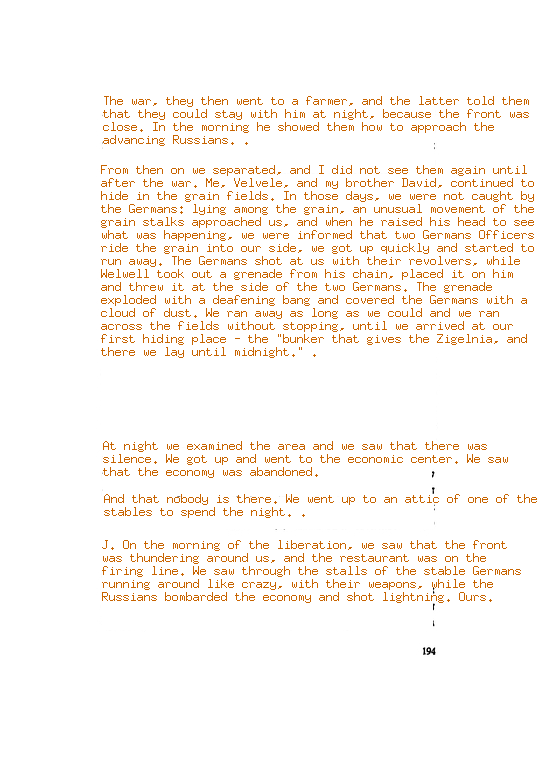 The war, they then went to a farmer, and the latter told them
that they could stay with him at night, because the front was
close. In the morning he showed them how to approach the
advancing Russians. .
From then on we separated, and I did not see them again until
after the war. Me, Velvele, and my brother David, continued to
hide in the grain fields. In those days, we were not caught by
the Germans: lying among the grain, an unusual movement of the
grain stalks approached us, and when he raised his head to see
what was happening, we were informed that two Germans Officers
ride the grain into our side, we got up quickly and started to
run away. The Germans shot at us with their revolvers, while
Welwell took out a grenade from his chain, placed it on him
and threw it at the side of the two Germans. The grenade
exploded with a deafening bang and covered the Germans with a
cloud of dust. We ran away as long as we could and we ran
across the fields without stopping, until we arrived at our
first hiding place - the "bunker that gives the Zigelnia, and
there we lay until midnight." .
At night we examined the area and we saw that there was
silence. We got up and went to the economic center. We saw
that the economy was abandoned.
And that nobody is there. We went up to an attic of one of the
stables to spend the night. .
J. On the morning of the liberation, we saw that the front
was thundering around us, and the restaurant was on the
firing line. We saw through the stalls of the stable Germans
running around like crazy, with their weapons, while the
Russians bombarded the economy and shot lightning. Ours.
194